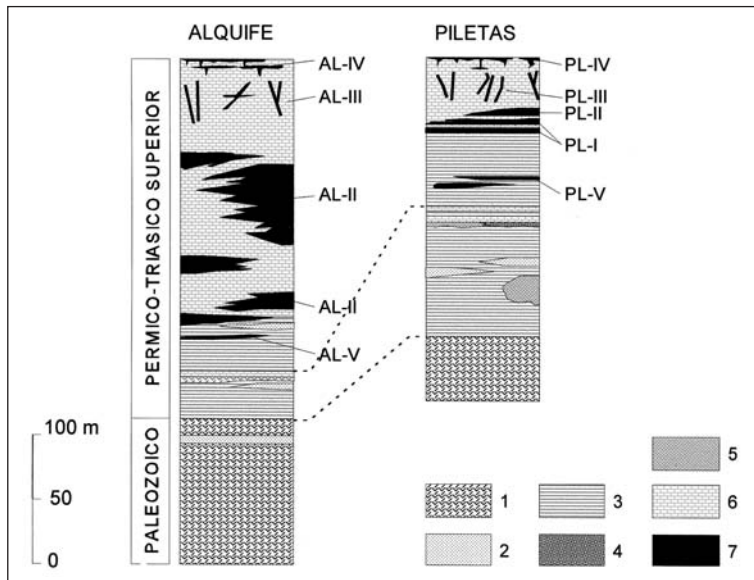 ALQUIFE
PILETAS
AL-IV
AL-III
AL-II
AL-II
AL-V
PL-IV
PL-III
PL-II
PL-I
PL-V
PERMICO-TRIASICO SUPERIOR
PALEOZOICO
100 m
50
0
1
2
3
4
5
6
7